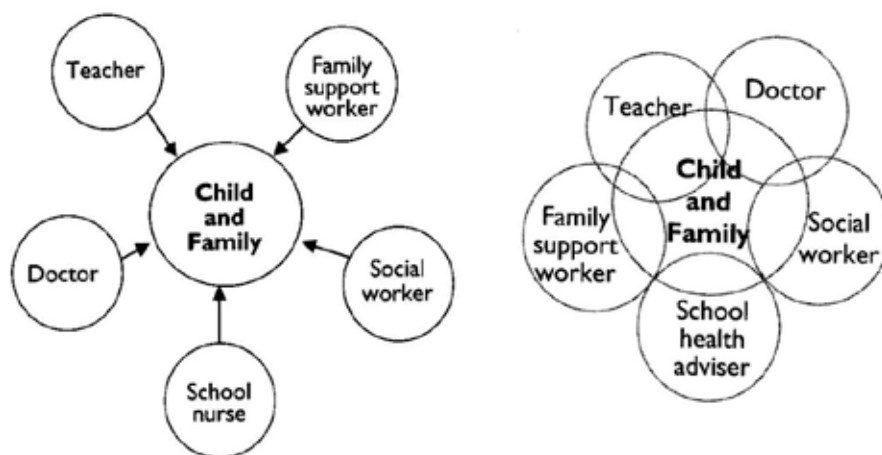 Teacher
Family
support
worker
Child
and
Family
Doctor
Social
worker
School
nurse
Teacher
Doctor
Child
and
Family
Family
support
worker
Social
worker
School
health
adviser